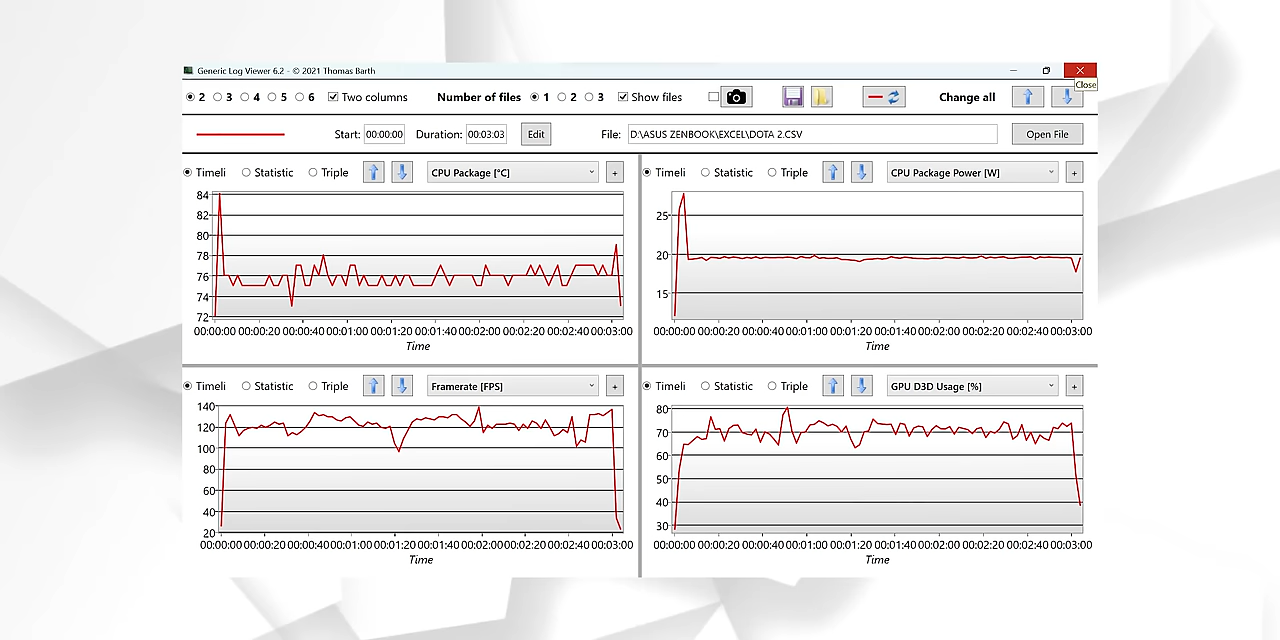 Generic Log Viewer 6.2 - © 2021 Thomas Barth
Close
2 3 4 5 6 Two columns Number of files 1 2 3 Show files Change all
Start: 00:00:00 Duration: 00:03:03 Edit File: D:\ASUS ZENBOOK\EXCEL\DOTA 2.CSV Open File
Timeli Statistic Triple CPU Package [°C] +
84
82
80
78
76
74
72
00:00:00 00:00:20 00:00:40 00:01:00 00:01:20 00:01:40 00:02:00 00:02:20 00:02:40 00:03:00
Time
Timeli Statistic Triple CPU Package Power [W] +
25
20
15
00:00:00 00:00:20 00:00:40 00:01:00 00:01:20 00:01:40 00:02:00 00:02:20 00:02:40 00:03:00
Time
Timeli Statistic Triple Framerate [FPS] +
140
120
100
80
60
40
20
00:00:00 00:00:20 00:00:40 00:01:00 00:01:20 00:01:40 00:02:00 00:02:20 00:02:40 00:03:00
Time
Timeli Statistic Triple GPU D3D Usage [%] +
80
70
60
50
40
30
00:00:00 00:00:20 00:00:40 00:01:00 00:01:20 00:01:40 00:02:00 00:02:20 00:02:40 00:03:00
Time